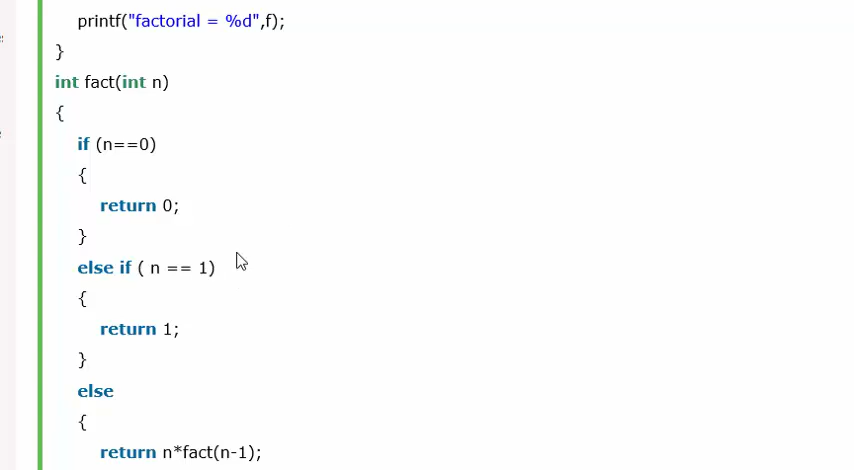 printf("factorial = %d",f);
}
int fact(int n)
{
if (n==0)
{
return 0;
}
else if ( n == 1)
{
return 1;
}
else
{
return n*fact(n-1);